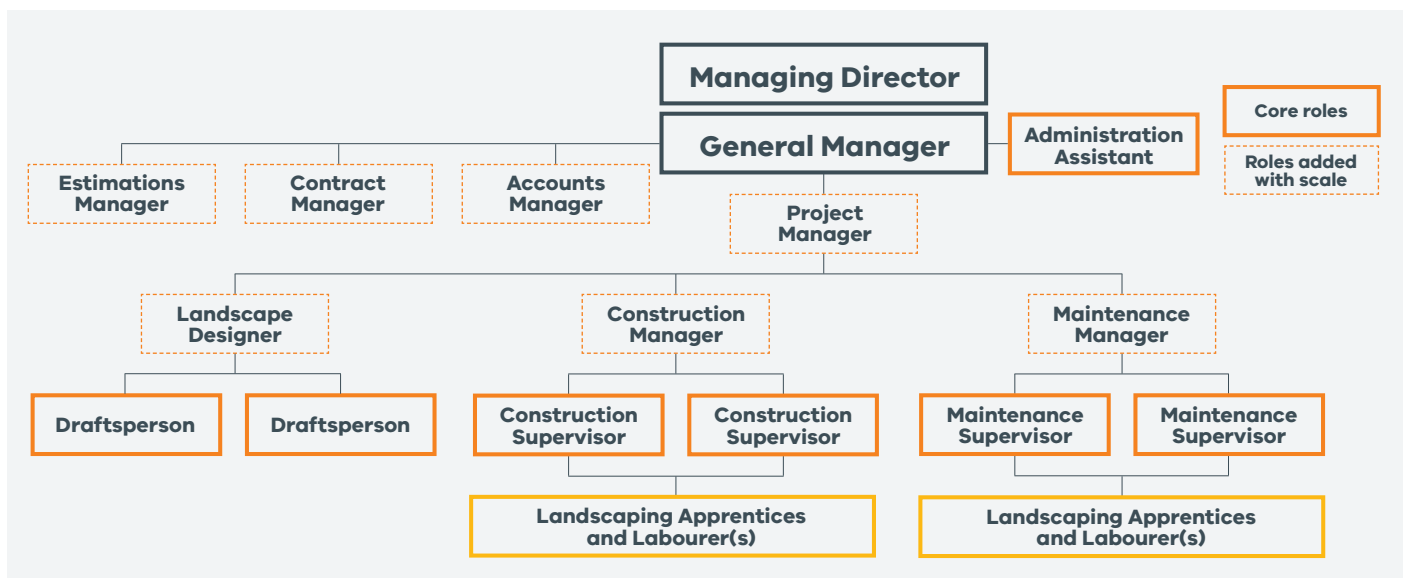 Managing Director
General Manager
Administration
Assistant
Core roles
Roles added
with scale
Estimations
Manager
Contract
Manager
Accounts
Manager
Project
Manager
Landscape
Designer
Construction
Manager
Maintenance
Manager
Draftsperson
Draftsperson
Construction
Supervisor
Construction
Supervisor
Maintenance
Supervisor
Maintenance
Supervisor
Landscaping Apprentices
and Labourer(s)
Landscaping Apprentices
and Labourer(s)